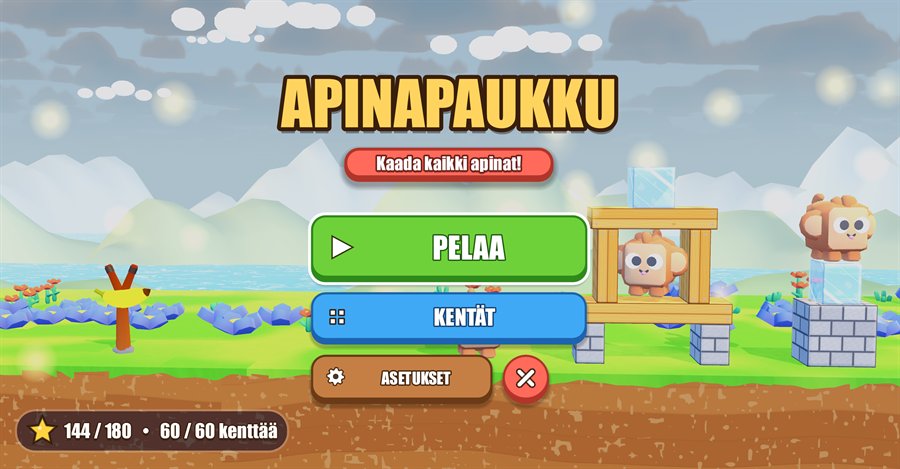 APINAPAUKKU
Kaada kaikki apinat!
PELAA
KENTÄT
ASETUKSET
144 / 180 • 60 / 60 kenttää